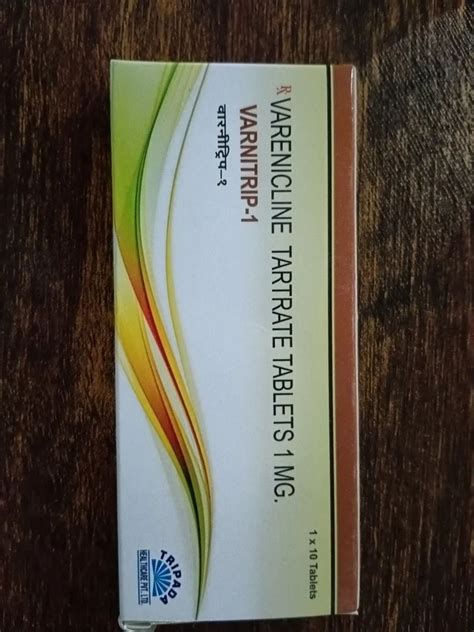 ℞ VARENICLINE TARTRATE TABLETS 1 MG.
VARNITRIP-1
वारनीट्रिप-१
1 x 10 Tablets
TRIPADA
HEALTHCARE PVT. LTD.